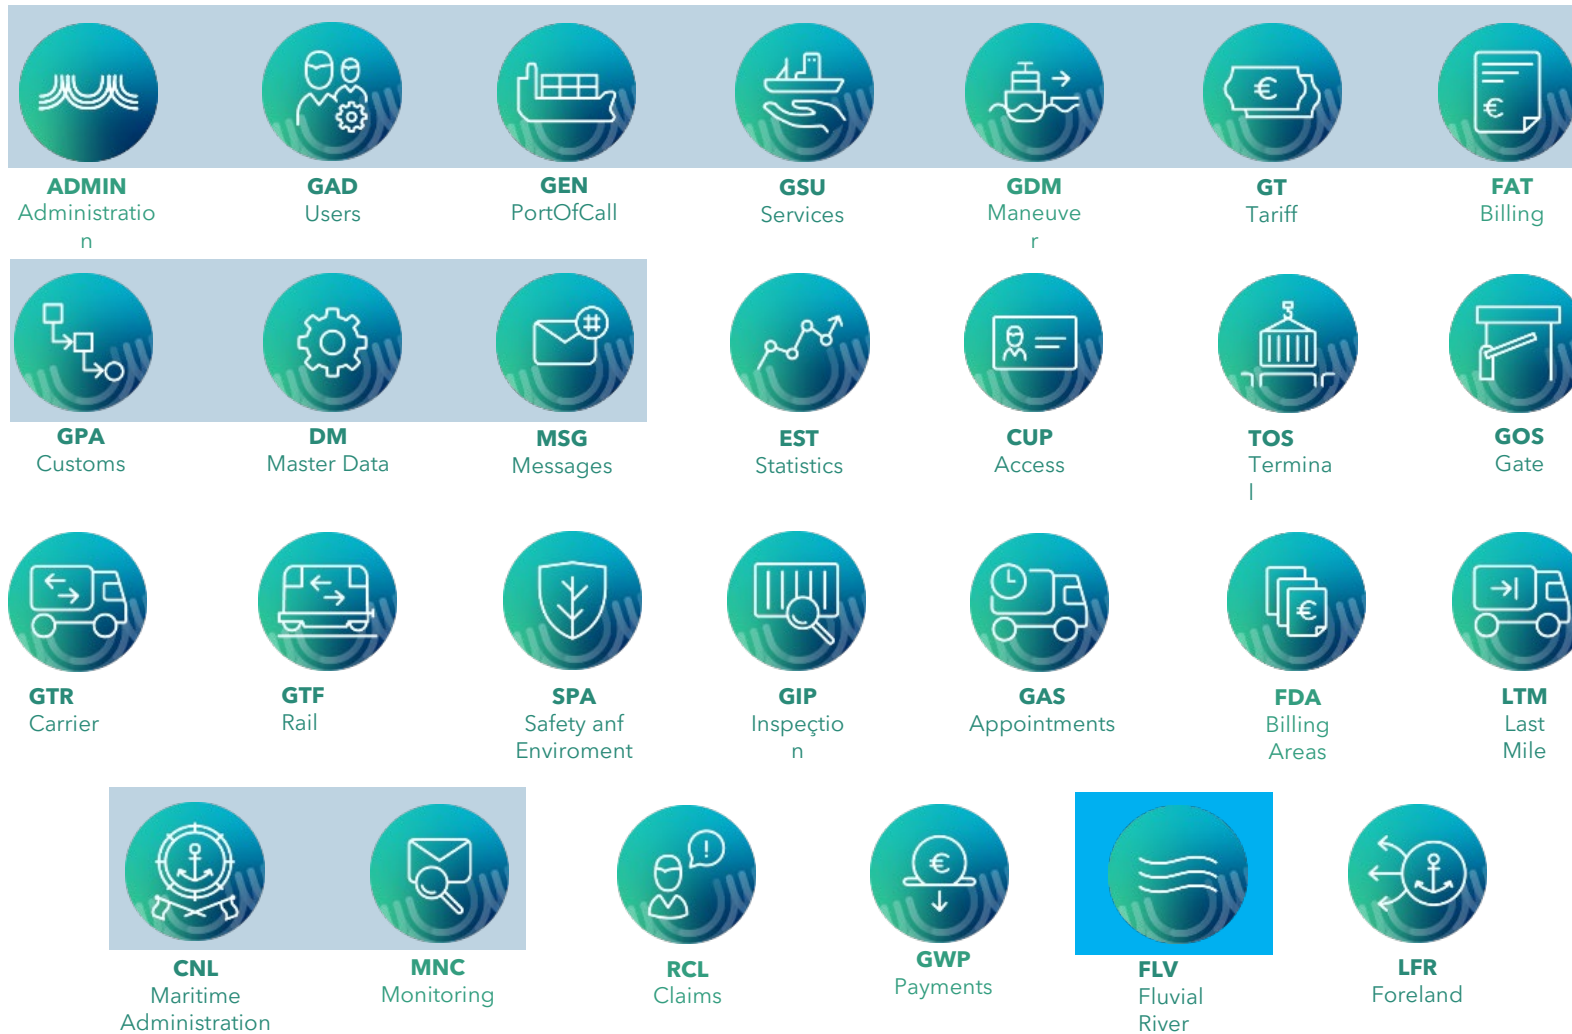 ADMIN
Administratio
n
GAD
Users
GEN
PortOfCall
GSU
Services
GDM
Maneuve
r
GT
Tariff
FAT
Billing
GPA
Customs
DM
Master Data
MSG
Messages
EST
Statistics
CUP
Access
TOS
Termina
l
GOS
Gate
GTR
Carrier
GTF
Rail
SPA
Safety anf
Enviroment
GIP
Inspeçtio
n
GAS
Appointments
FDA
Billing
Areas
LTM
Last
Mile
CNL
Maritime
Administration
MNC
Monitoring
RCL
Claims
GWP
Payments
FLV
Fluvial
River
LFR
Foreland